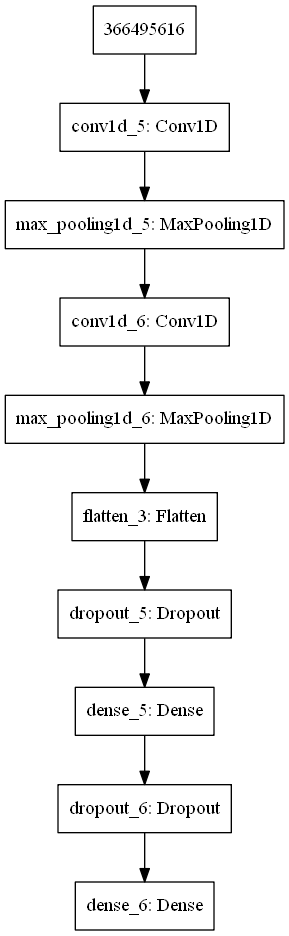 366495616
conv1d_5: Conv1D
max_pooling1d_5: MaxPooling1D
conv1d_6: Conv1D
max_pooling1d_6: MaxPooling1D
flatten_3: Flatten
dropout_5: Dropout
dense_5: Dense
dropout_6: Dropout
dense_6: Dense